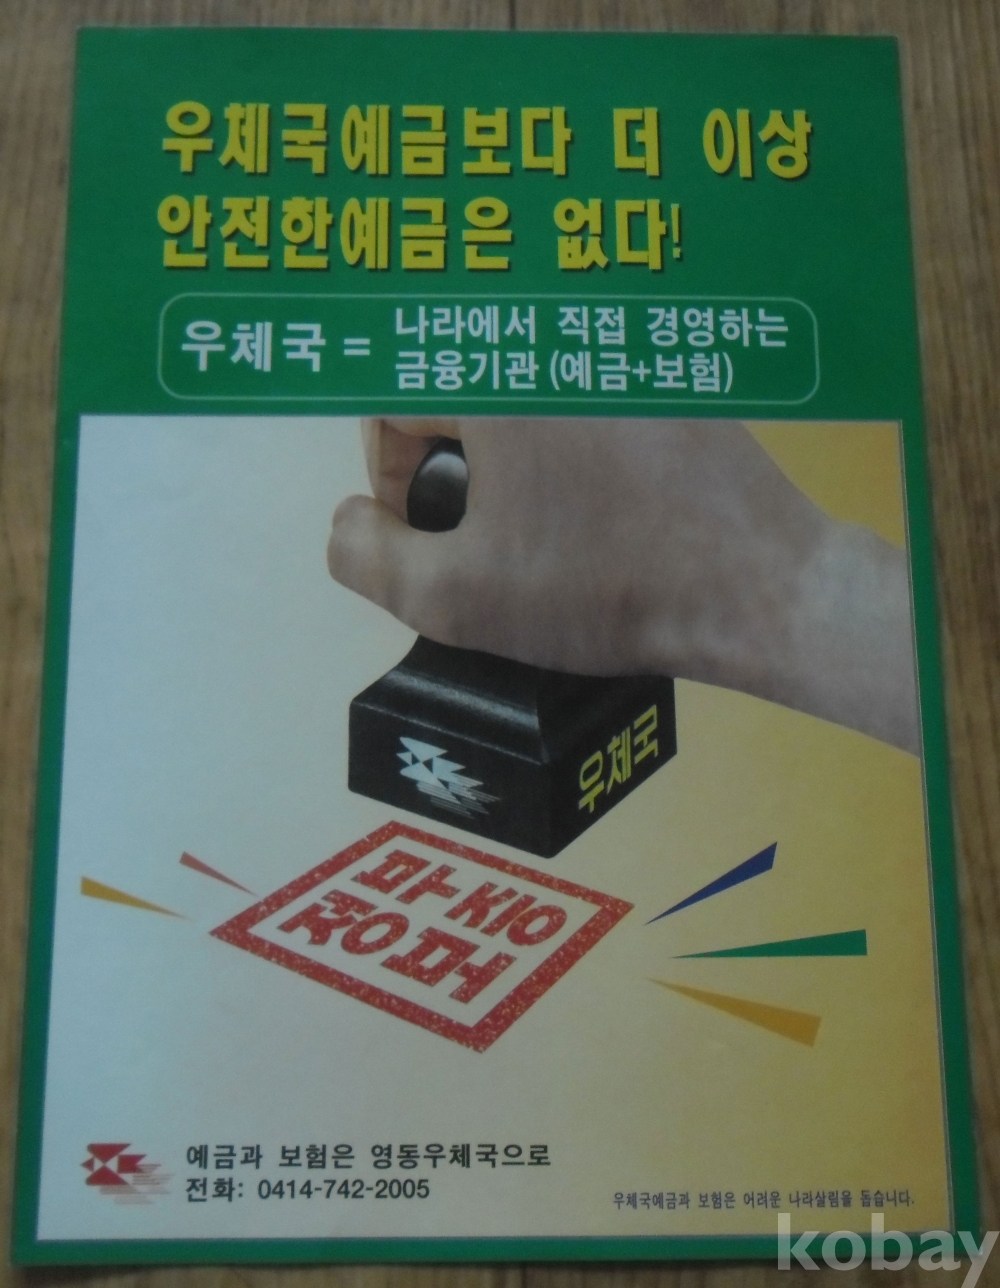 우체국예금보다 더 이상
안전한예금은 없다!
우체국 = 나라에서 직접 경영하는
금융기관 (예금+보험)
우체국
예금과 보험은 영동우체국으로
전화: 0414-742-2005
우체국예금과 보험은 어려운 나라살림을 돕습니다.
kobay